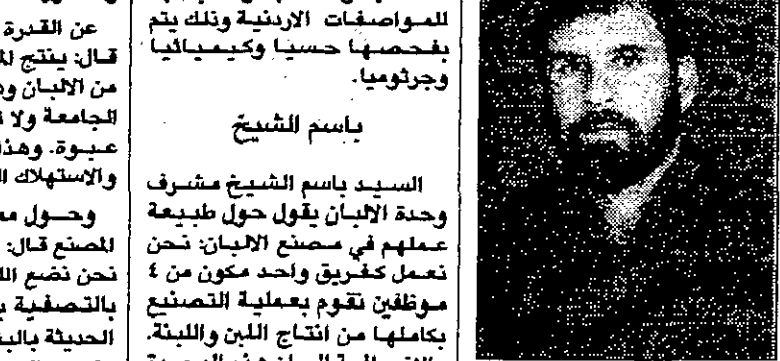 للمواصفات الاردنية وذلك يتم
بفحصها حسيا وكيميائيا
وجرثوميا.
باسم الشيخ
السيد باسم الشيخ مشرف
وحدة الالبان يقول حول طبيعة
عملهم في مصنع الالبان: نحن
نعمل كفريق واحد مكون من ٤
موظفين نقوم بعملية التصنيع
بكاملها من انتاج اللبن واللبنة.
عن القدرة
قال: ينتج
من الالبان
الجامعة ولا
عبوة. وهذا
والاستهلاك
وحول
المصنع قال:
نحن نضع
بالتصفية
الحديثة